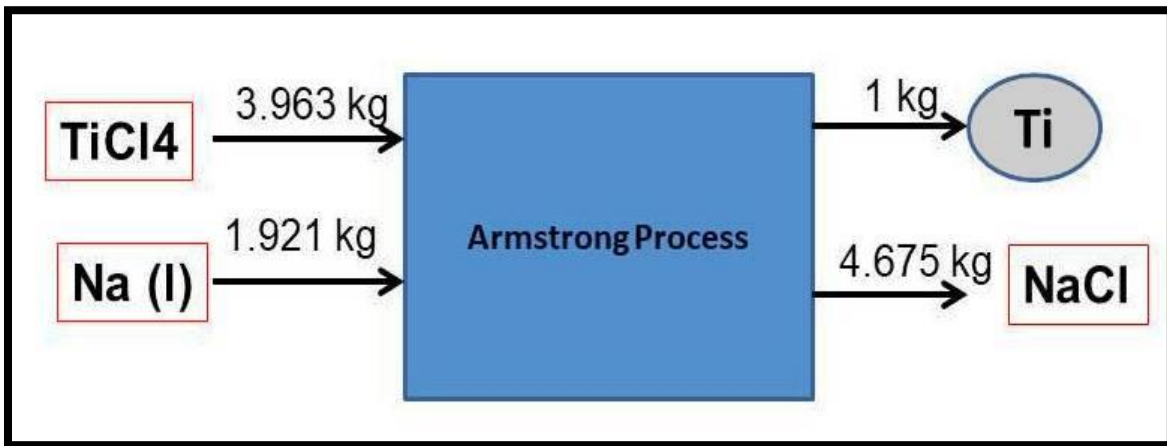 3.963 kg
TiCl4
1.921 kg
Na (l)
Armstrong Process
1 kg
Ti
4.675 kg
NaCl